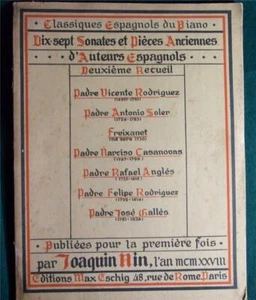 Classiques Espagnols du Piano
Dix-sept Sonates et Pièces Anciennes
d'Auteurs Espagnols
Deuxième Recueil
Padre Vicente Rodriguez
Padre Antonio Soler
Freixanet
Padre Narciso Casanovas
Padre Rafael Anglés
Padre Felipe Rodriguez
Padre José Gallés
Publiées pour la première fois
par Joaquin Nin, l'an MCMXXVIII
Editions Max Eschig 48, rue de Rome, Paris